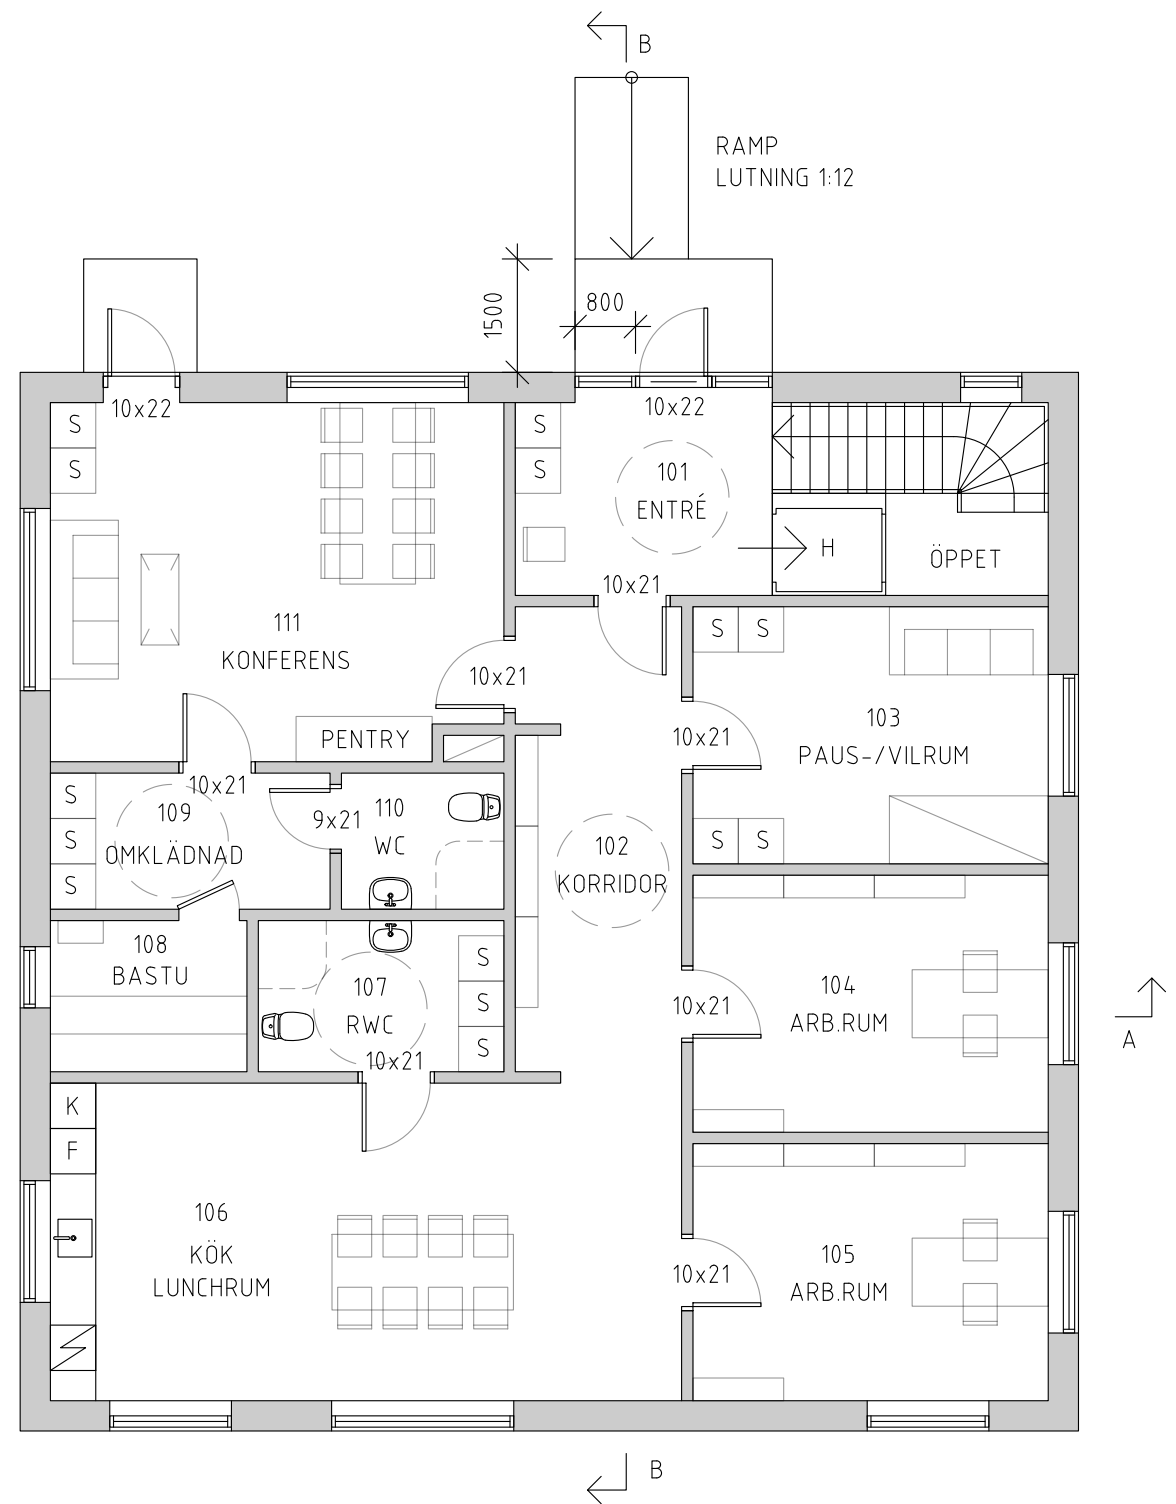 B
RAMP
LUTNING 1:12
1500
800
10x22
10x22
S
S
S
S
101
ENTRÉ
H
ÖPPET
10x21
111
KONFERENS
10x21
S
S
103
PAUS-/VILRUM
10x21
PENTRY
10x21
S
S
S
109
OMKLÄDNAD
9x21
110
WC
102
KORRIDOR
S
S
108
BASTU
107
RWC
S
S
S
10x21
10x21
104
ARB.RUM
A
K
F
106
KÖK
LUNCHRUM
10x21
105
ARB.RUM
B